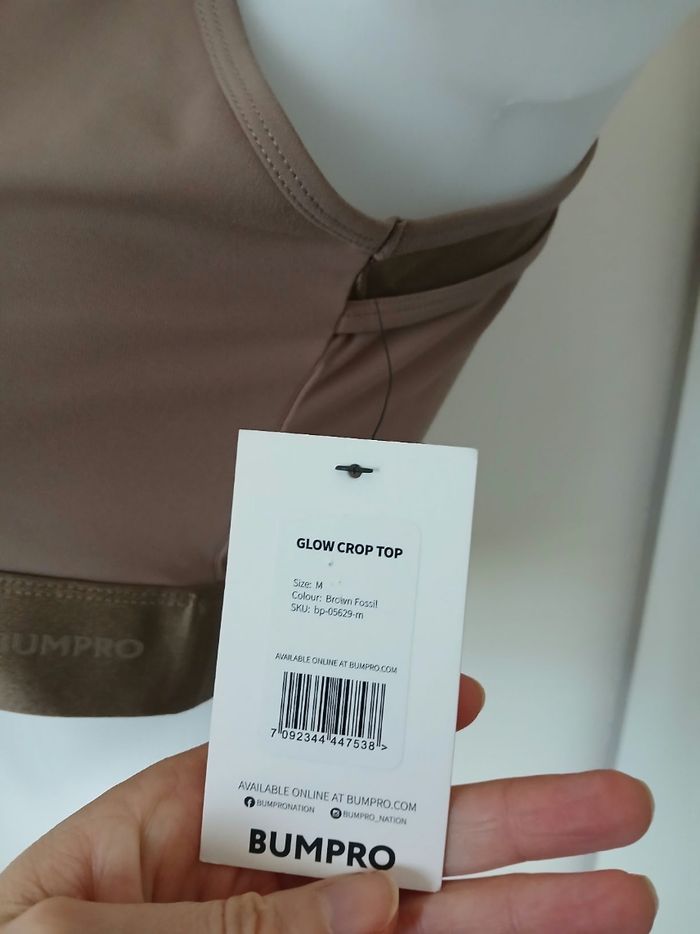 GLOW CROP TOP
Size: M
Colour: Brown Fossil
SKU: bp-05629-m
AVAILABLE ONLINE AT BUMPRO.COM
7 092344 447538 >
AVAILABLE ONLINE AT BUMPRO.COM
BUMPRONATION BUMPRO_NATION
BUMPRO
BUMPRO